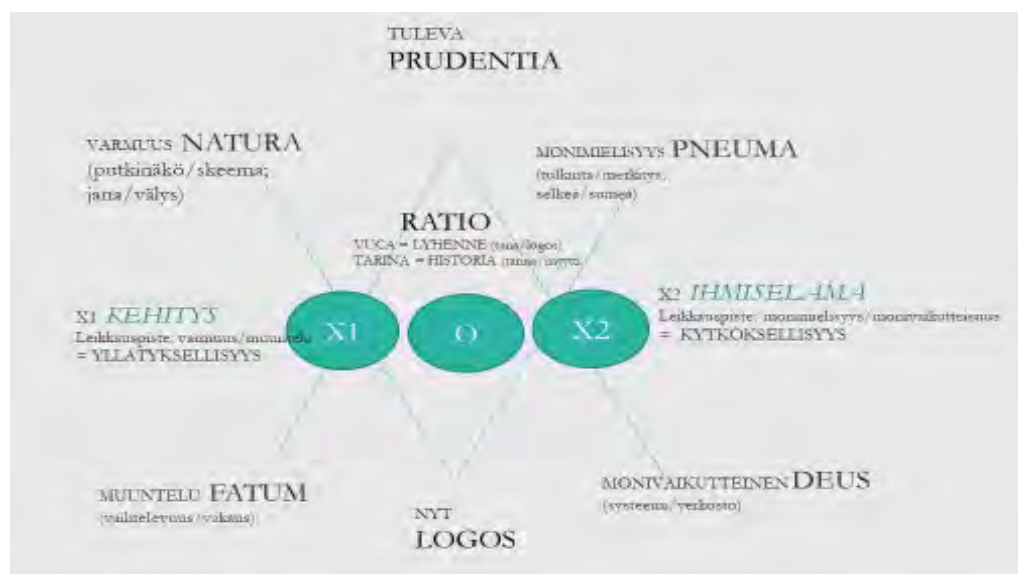 TULEVA
PRUDENTIA
VARMUUS NATURA
(putkinäkö/skeema;
jana/välys)
MONIMIELISYYS PNEUMA
(tulkinta/merkitys,
selkeä/sumea)
RATIO
VUCA = LYHENNE (tana/logos)
TARINA = HISTORIA
X1 KEHITYS
Leikkauspiste: varmuus/muuntelu
= YLLÄTYKSELLISYYS
X1
O
X2
X2 IHMISELÄMÄ
Leikkauspiste: monimielisyys/monivaikutteisuus
= KYTKÖKSELLISYYS
MUUNTELU FATUM
(vaihtelevuus/vakaus)
NYT
LOGOS
MONIVAIKUTTEINEN DEUS
(systeemi/verkosto)